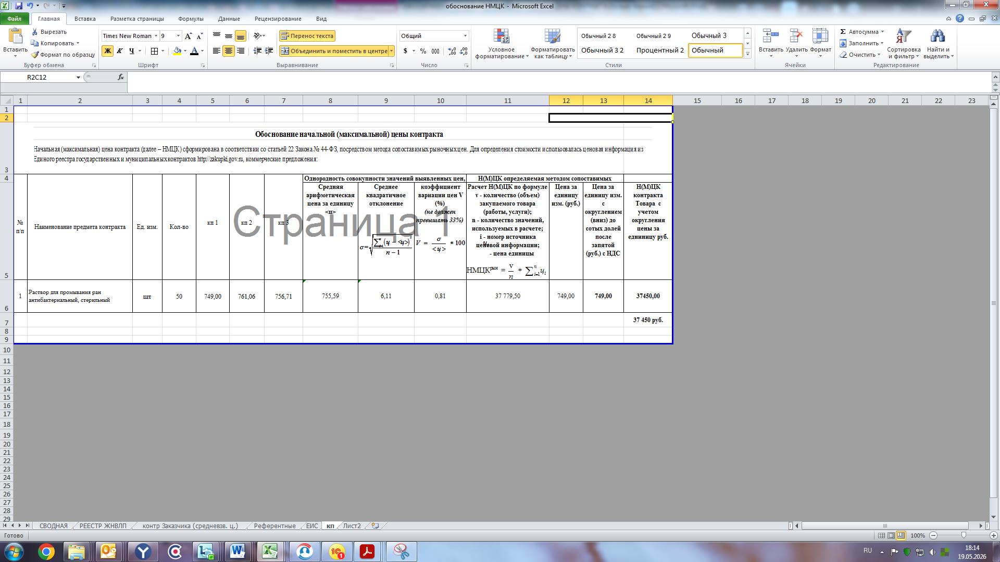 обоснование НМЦК - Microsoft Excel
Файл Главная Вставка Разметка страницы Формулы Данные Рецензирование Вид
Вставить
Вырезать
Копировать
Формат по образцу
Буфер обмена
Times New Roman 9
Ж К Ч
Шрифт
Перенос текста
Объединить и поместить в центре
Выравнивание
Общий
$ % 000
Число
Условное форматирование
Форматировать как таблицу
Обычный 2 8 Обычный 2 9 Обычный 3
Обычный 3 2 Процентный 2 Обычный
Стили
Вставить Удалить Формат
Ячейки
Σ Автосумма
Заполнить
Очистить
Сортировка и фильтр
Найти и выделить
Редактирование
R2C12 fx
1 2 3 4 5 6 7 8 9 10 11 12 13 14 15 16 17 18 19 20 21 22 23
1
2
Обоснование начальной (максимальной) цены контракта
Начальная (максимальная) цена контракта (далее – НМЦК) сформирована в соответствии со статьей 22 Закона № 44-ФЗ, посредством метода сопоставимых рыночных цен. Для определения стоимости использовалась ценовая информация из
Единого реестра государственных и муниципальных контрактов http://zakupki.gov.ru, коммерческие предложения:
3
4
Однородность совокупности значений выявленных цен,
Н(М)ЦК определяемая методом сопоставимых
№ п/п
Наименование предмета контракта
Ед. изм.
Кол-во
кп 1
кп 2
кп 3
Средняя арифметическая цена за единицу <ц>
Среднее квадратичное отклонение
σ = √(∑(ц − <ц>)² / (n − 1))
коэффициент вариации цен V (%)
(не должен превышать 33%)
V = σ / <ц> * 100
Расчет Н(М)ЦК по формуле
v - количество (объем) закупаемого товара (работы, услуги);
n - количество значений, используемых в расчете;
i - номер источника ценовой информации;
- цена единицы
НМЦКрын = v / n * ∑ⁿi=1 цi
Цена за единицу изм. (руб.)
Цена за единицу изм. с округлением (вниз) до сотых долей после запятой (руб.) с НДС
Н(М)ЦК контракта Товара с учетом округления цены за едниницу руб.
Страница 1
5
1 Раствор для промывания ран антибактериальный, стерильный шт 50 749,00 761,06 756,71 755,59 6,11 0,81 37 779,50 749,00 749,00 37450,00
6
7 37 450 руб.
8
9
10
11
12
13
14
15
16
17
18
19
20
21
22
23
24
25
26
27
28
29
СВОДНАЯ РЕЕСТР ЖНВЛП контр Заказчика (средневзв. ц.) Референтные ЕИС кп Лист2
Готово 100%
RU 18:14
19.05.2026